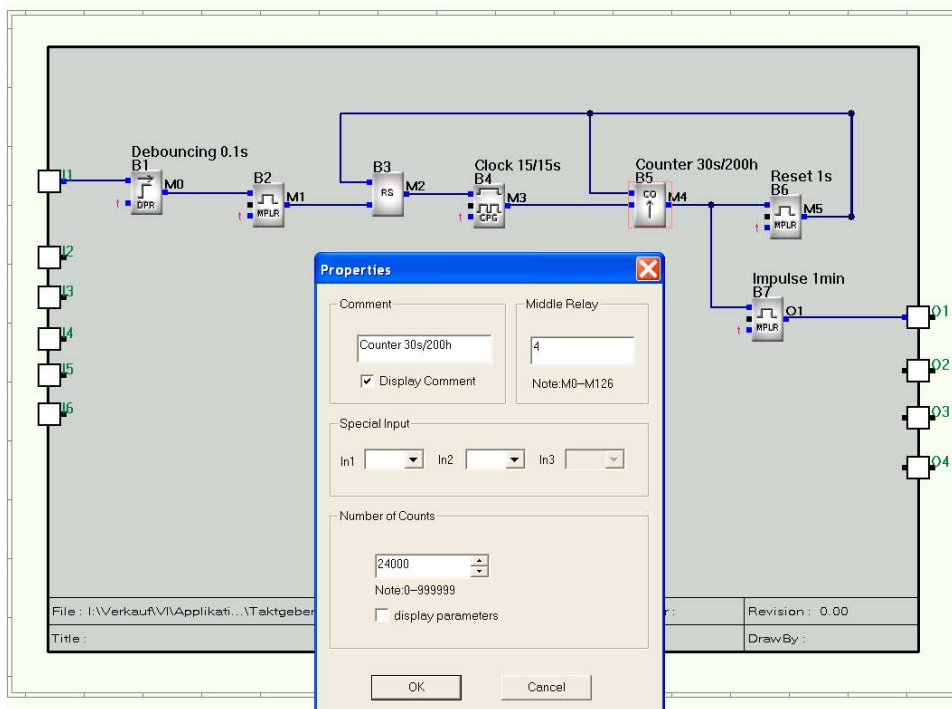 Debouncing 0.1s
B1
B2
B3
Clock 15/15s
B4
Counter 30s/200h
B5
Reset 1s
B6
I1
M0
M1
RS
M2
M3
CO
M4
M5
t
DPR
t
MPLR
t
CPG
t
MPLR
Impulse 1min
B7
O1
t
MPLR
I2
I3
I4
I5
I6
O1
O2
O3
O4
Properties
Comment
Counter 30s/200h
Display Comment
Middle Relay
4
Note:M0-M126
Special Input
In1
In2
In3
Number of Counts
24000
Note:0-999999
display parameters
OK
Cancel
File : I:\Verkauf\VI\Applikati...\Taktgeber
r :
Revision : 0.00
Title :
DrawBy :